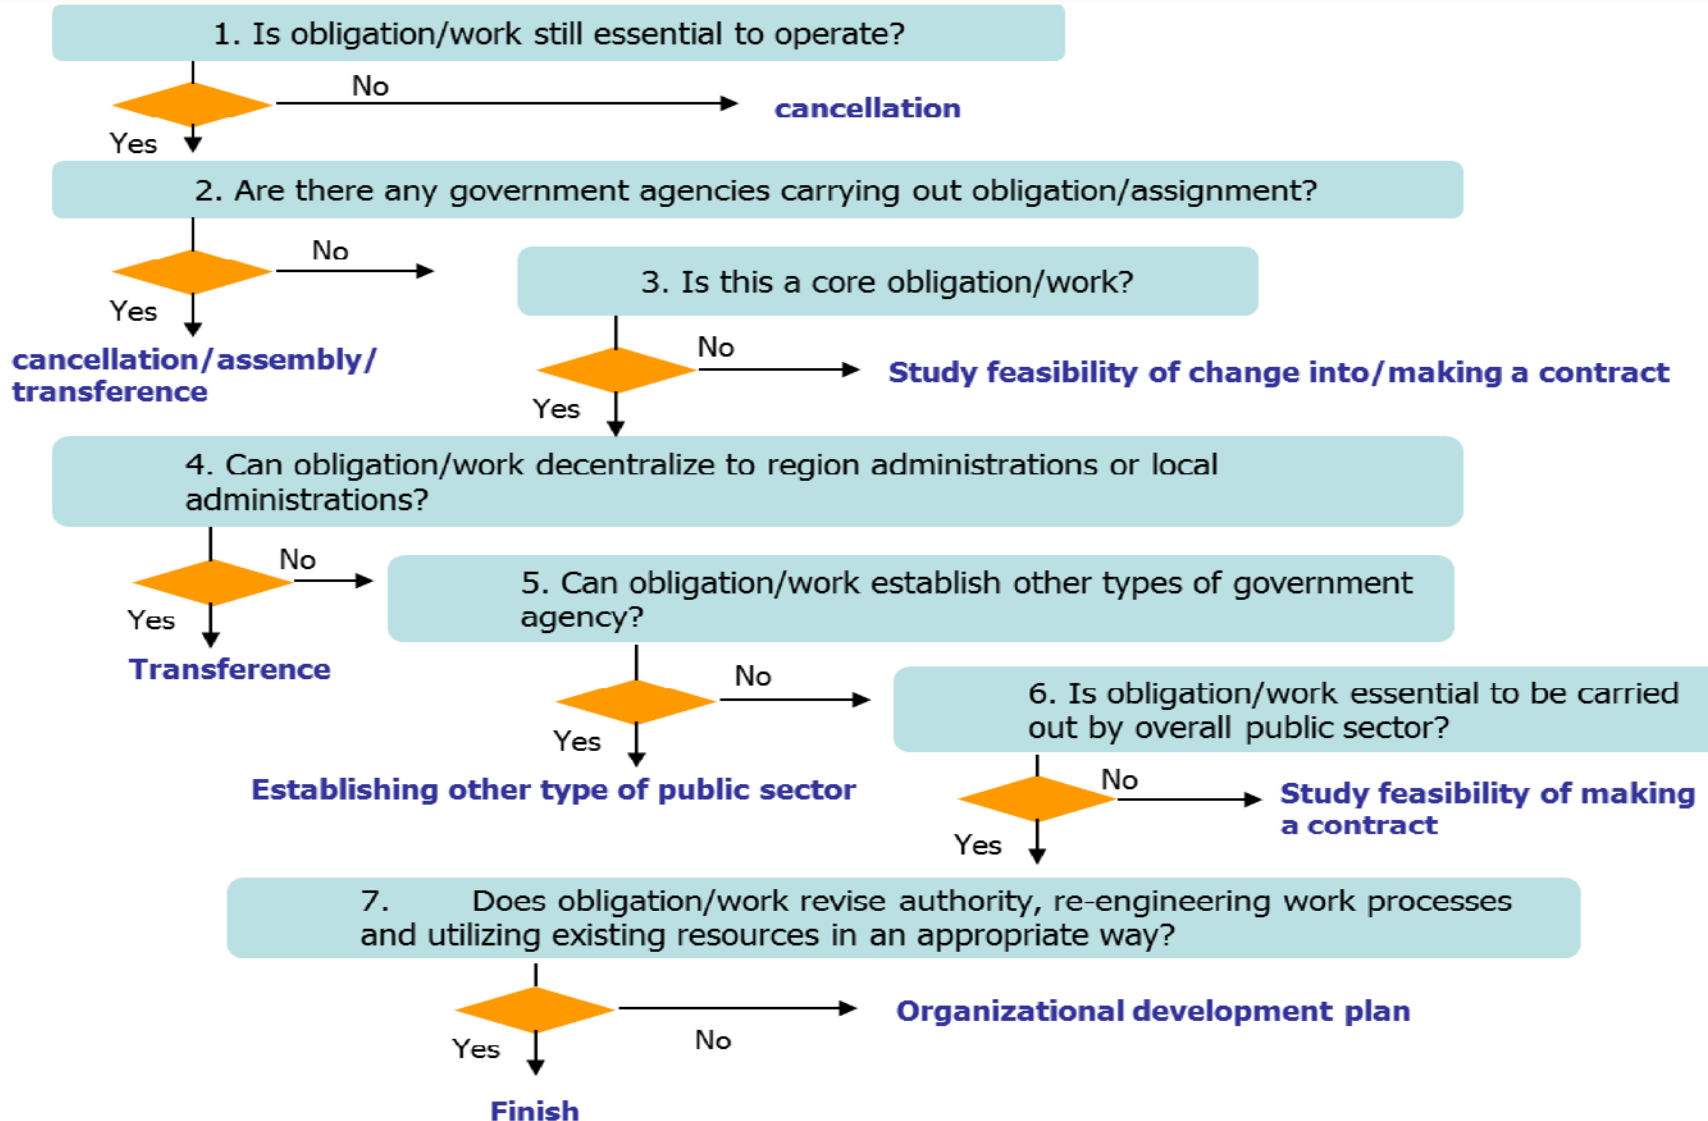 1. Is obligation/work still essential to operate?
No
cancellation
Yes
2. Are there any government agencies carrying out obligation/assignment?
No
Yes
3. Is this a core obligation/work?
cancellation/assembly/
transference
No
Study feasibility of change into/making a contract
Yes
4. Can obligation/work decentralize to region administrations or local
administrations?
No
Yes
5. Can obligation/work establish other types of government
agency?
Transference
No
Yes
6. Is obligation/work essential to be carried
out by overall public sector?
Establishing other type of public sector
No
Study feasibility of making
a contract
Yes
7. Does obligation/work revise authority, re-engineering work processes
and utilizing existing resources in an appropriate way?
Organizational development plan
Yes
No
Finish